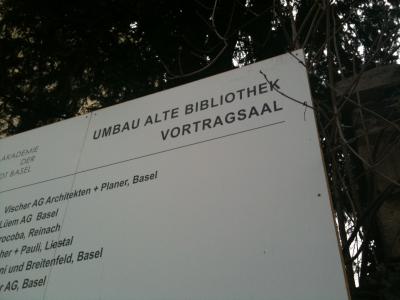 UMBAU ALTE BIBLIOTHEK
VORTRAGSAAL
AKADEMIE
DER
DT BASEL
Vischer AG Architekten + Planer, Basel
Lüem AG Basel
rocoba, Reinach
her + Pauli, Liestal
ni und Breitenfeld, Basel
r AG, Basel